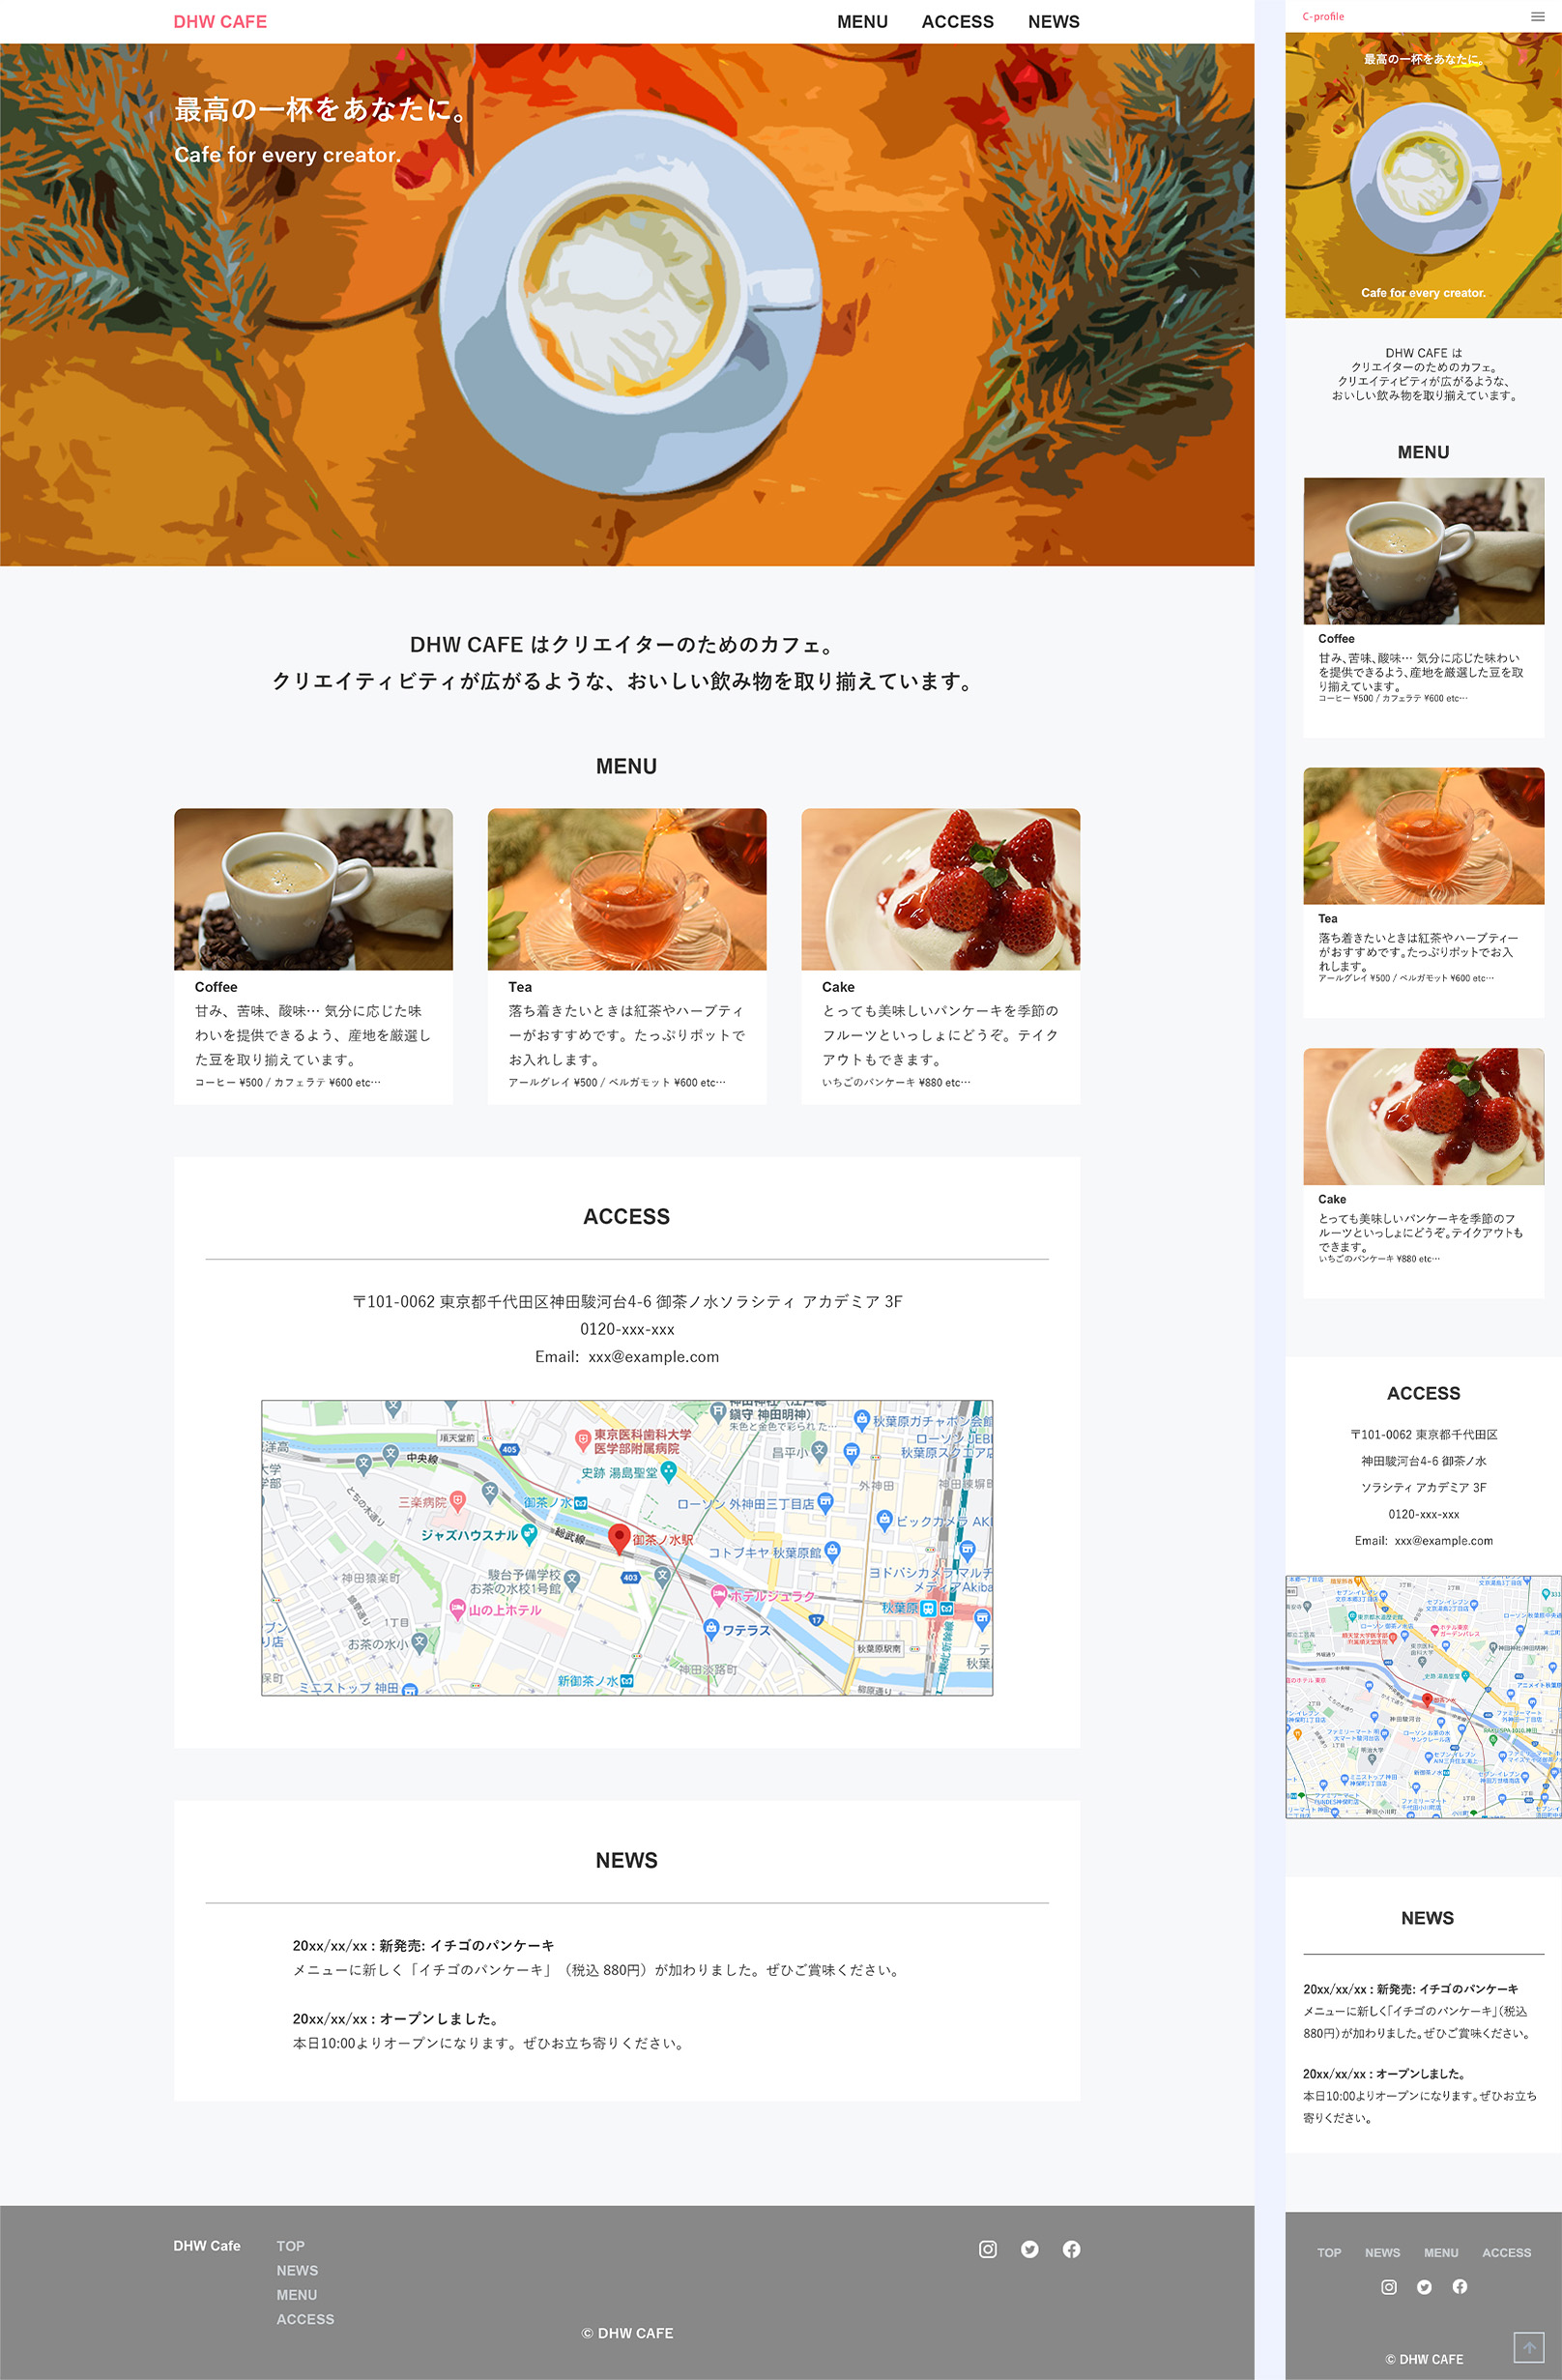 DHW CAFE
MENU ACCESS NEWS
最高の一杯をあなたに。
Cafe for every creator.
DHW CAFE はクリエイターのためのカフェ。
クリエイティビティが広がるような、おいしい飲み物を取り揃えています。
MENU
Coffee
甘み、苦味、酸味… 気分に応じた味
わいを提供できるよう、産地を厳選し
た豆を取り揃えています。
コーヒー ¥500 / カフェラテ ¥600 etc…
Tea
落ち着きたいときは紅茶やハーブティ
ーがおすすめです。たっぷりポットで
お入れします。
アールグレイ ¥500 / ベルガモット ¥600 etc…
Cake
とっても美味しいパンケーキを季節の
フルーツといっしょにどうぞ。テイク
アウトもできます。
いちごのパンケーキ ¥880 etc…
ACCESS
〒101-0062 東京都千代田区神田駿河台4-6 御茶ノ水ソラシティ アカデミア 3F
0120-xxx-xxx
Email: xxx@example.com
鎮守 神田明神)
朱色と金色で彩られた…
秋葉原ガチャポン会館
東京医科歯科大学
医学部附属病院
順天堂前
405
中央線
昌平小
秋葉原スクエア店
史跡 湯島聖堂
外神田
神田練塀町
とちの木通り
三楽病院
御茶ノ水
ローソン 外神田三丁目店
ジャズハウスナル
総武線
御茶ノ水駅
ビックカメラ AKI
コトブキヤ 秋葉原館
駿台予備学校
お茶の水校1号館
403
ヨドバシカメラ マルチ
メディアAkiba
神田猿楽町
山の上ホテル
ホテルジュラク
秋葉原
17
1丁目
お茶の水小
ワテラス
秋葉原駅南
新御茶ノ水
神田淡路町
ミニストップ 神田
柳原通り
NEWS
20xx/xx/xx : 新発売: イチゴのパンケーキ
メニューに新しく「イチゴのパンケーキ」（税込 880円）が加わりました。ぜひご賞味ください。
20xx/xx/xx : オープンしました。
本日10:00よりオープンになります。ぜひお立ち寄りください。
DHW Cafe
TOP
NEWS
MENU
ACCESS
© DHW CAFE
C-profile
最高の一杯をあなたに。
Cafe for every creator.
DHW CAFE は
クリエイターのためのカフェ。
クリエイティビティが広がるような、
おいしい飲み物を取り揃えています。
MENU
Coffee
甘み、苦味、酸味… 気分に応じた味わい
を提供できるよう、産地を厳選した豆を取
り揃えています。
コーヒー ¥500 / カフェラテ ¥600 etc…
Tea
落ち着きたいときは紅茶やハーブティー
がおすすめです。たっぷりポットでお入
れします。
アールグレイ ¥500 / ベルガモット ¥600 etc…
Cake
とっても美味しいパンケーキを季節のフ
ルーツといっしょにどうぞ。テイクアウトも
できます。
いちごのパンケーキ ¥880 etc…
ACCESS
〒101-0062 東京都千代田区
神田駿河台4-6 御茶ノ水
ソラシティ アカデミア 3F
0120-xxx-xxx
Email: xxx@example.com
NEWS
20xx/xx/xx : 新発売: イチゴのパンケーキ
メニューに新しく「イチゴのパンケーキ」（税込
880円）が加わりました。ぜひご賞味ください。
20xx/xx/xx : オープンしました。
本日10:00よりオープンになります。ぜひお立ち
寄りください。
TOP NEWS MENU ACCESS
© DHW CAFE